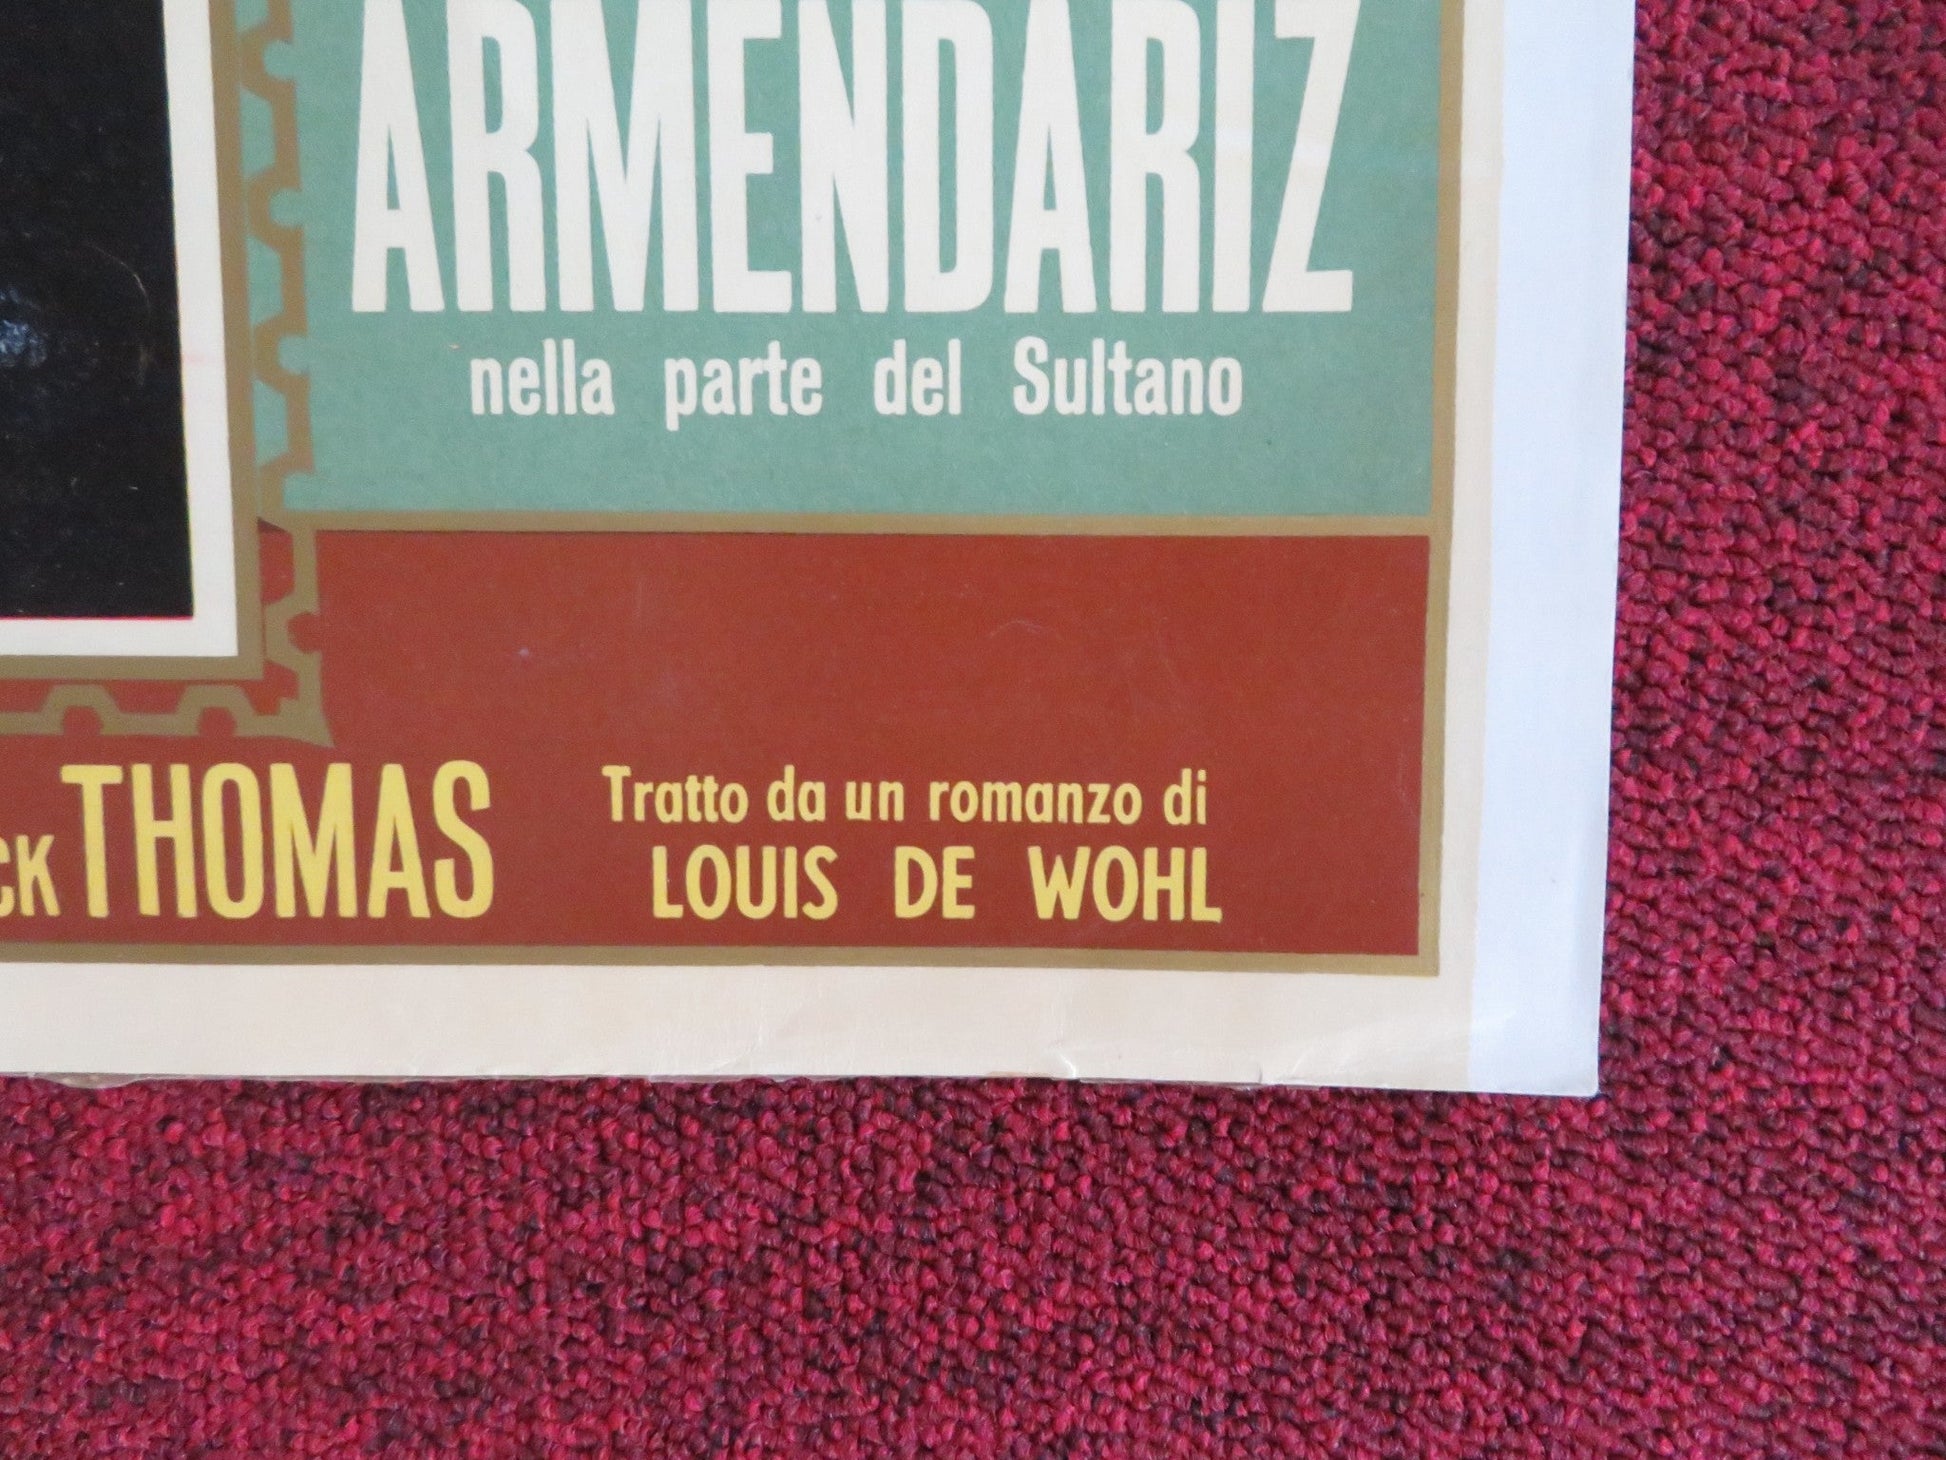 ARMENDARIZ
nella parte del Sultano
CK THOMAS
Tratto da un romanzo di
LOUIS DE WOHL